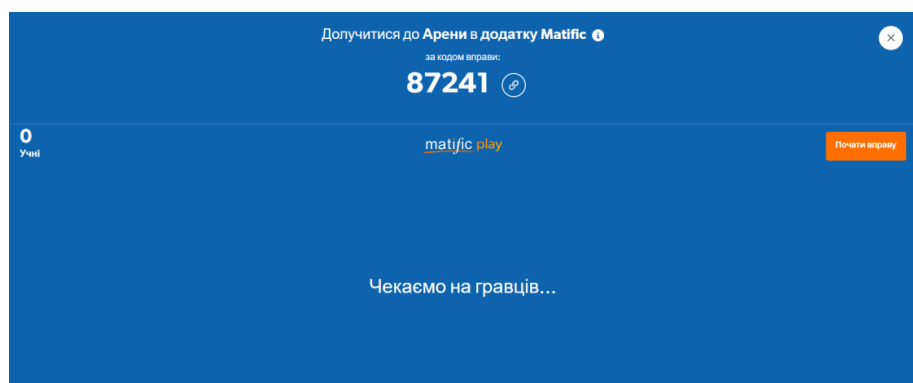 Долучитися до Арени в додатку Matific
за кодом вправи:
87241
0
Учні
matific play
Почати вправу
Чекаємо на гравців...